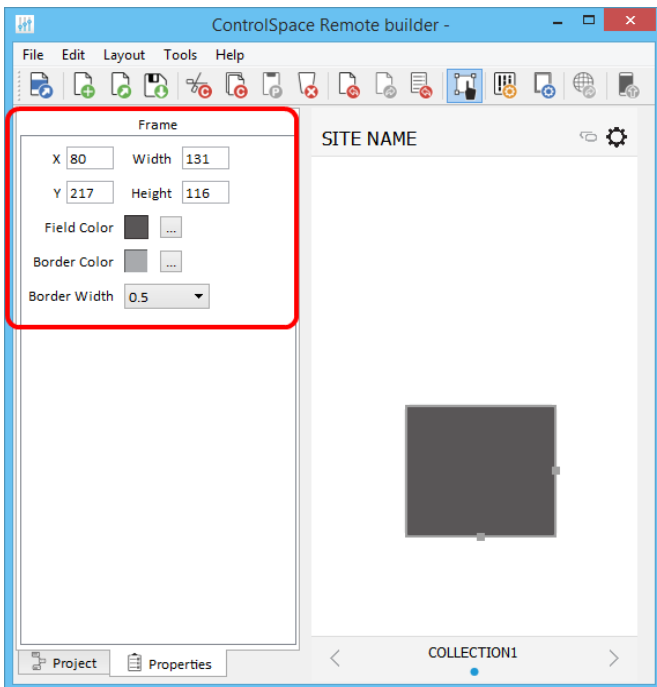 ControlSpace Remote builder -
File Edit Layout Tools Help
Frame
X 80 Width 131
Y 217 Height 116
Field Color ...
Border Color ...
Border Width 0.5
SITE NAME
COLLECTION1
Project Properties